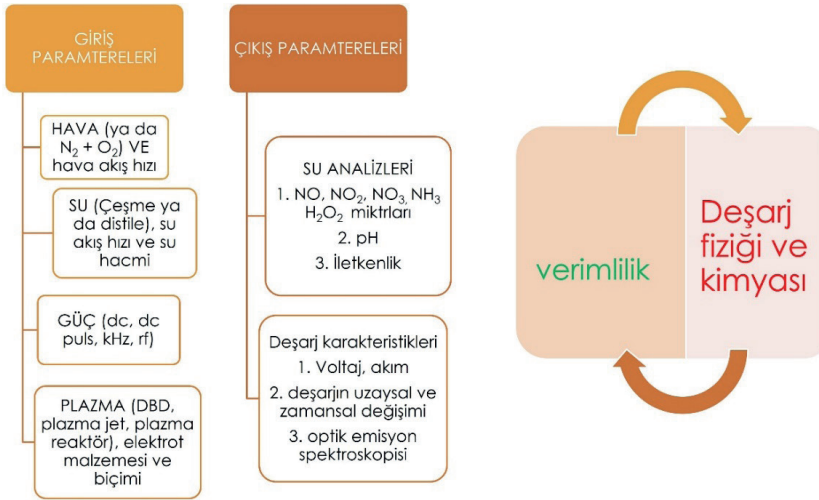 GİRİŞ
PARAMTERELERİ
HAVA (ya da
N₂ + O₂) VE
hava akış hızı
SU (Çeşme ya
da distile), su
akış hızı ve su
hacmi
GÜÇ (dc, dc
puls, kHz, rf)
PLAZMA (DBD,
plazma jet, plazma
reaktör), elektrot
malzemesi ve
biçimi
ÇIKIŞ PARAMTERELERİ
SU ANALİZLERİ
1. NO, NO₂, NO₃, NH₃
H₂O₂ miktrları
2. pH
3. İletkenlik
Deşarj karakteristikleri
1. Voltaj, akım
2. deşarjın uzaysal ve
zamansal değişimi
3. optik emisyon
spektroskopisi
verimlilik
Deşarj
fiziği ve
kimyası